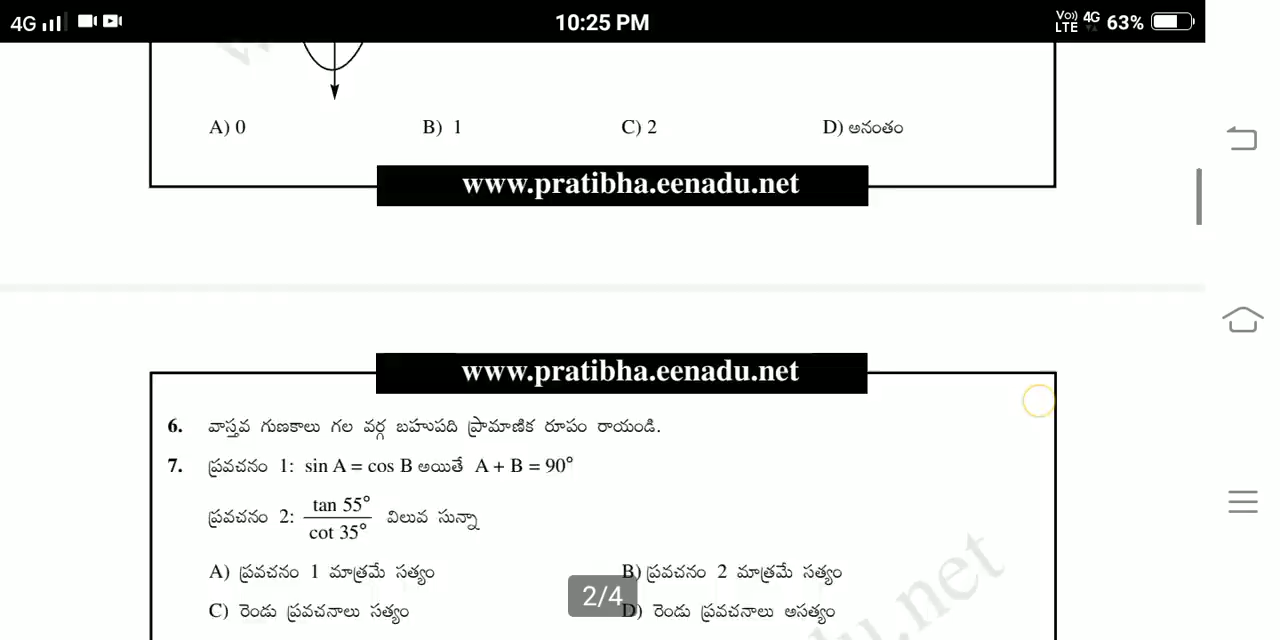 4G 10:25 PM Vo)) LTE 4G 63%
A) 0 B) 1 C) 2 D) అనంతం
www.pratibha.eenadu.net
www.pratibha.eenadu.net
6. వాస్తవ గుణకాలు గల వర్గ బహుపది ప్రామాణిక రూపం రాయండి.
7. ప్రవచనం 1: sin A = cos B అయితే A + B = 90°
ప్రవచనం 2: tan 55° / cot 35° విలువ సున్నా
A) ప్రవచనం 1 మాత్రమే సత్యం B) ప్రవచనం 2 మాత్రమే సత్యం
C) రెండు ప్రవచనాలు సత్యం D) రెండు ప్రవచనాలు అసత్యం
2/4